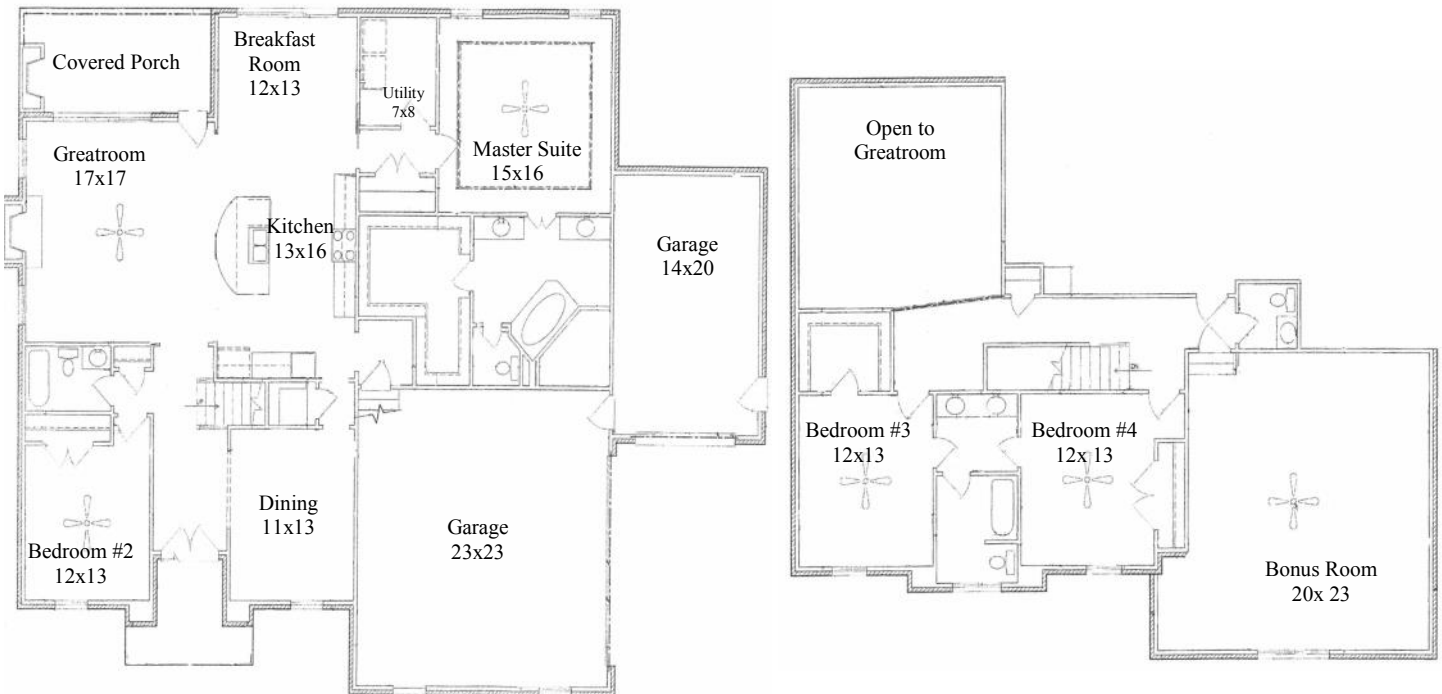 Covered Porch
Breakfast
Room
12x13
Utility
7x8
Master Suite
15x16
Greatroom
17x17
Kitchen
13x16
Garage
14x20
Dining
11x13
Garage
23x23
Bedroom #2
12x13
Open to
Greatroom
Bedroom #3
12x13
Bedroom #4
12x 13
Bonus Room
20x 23